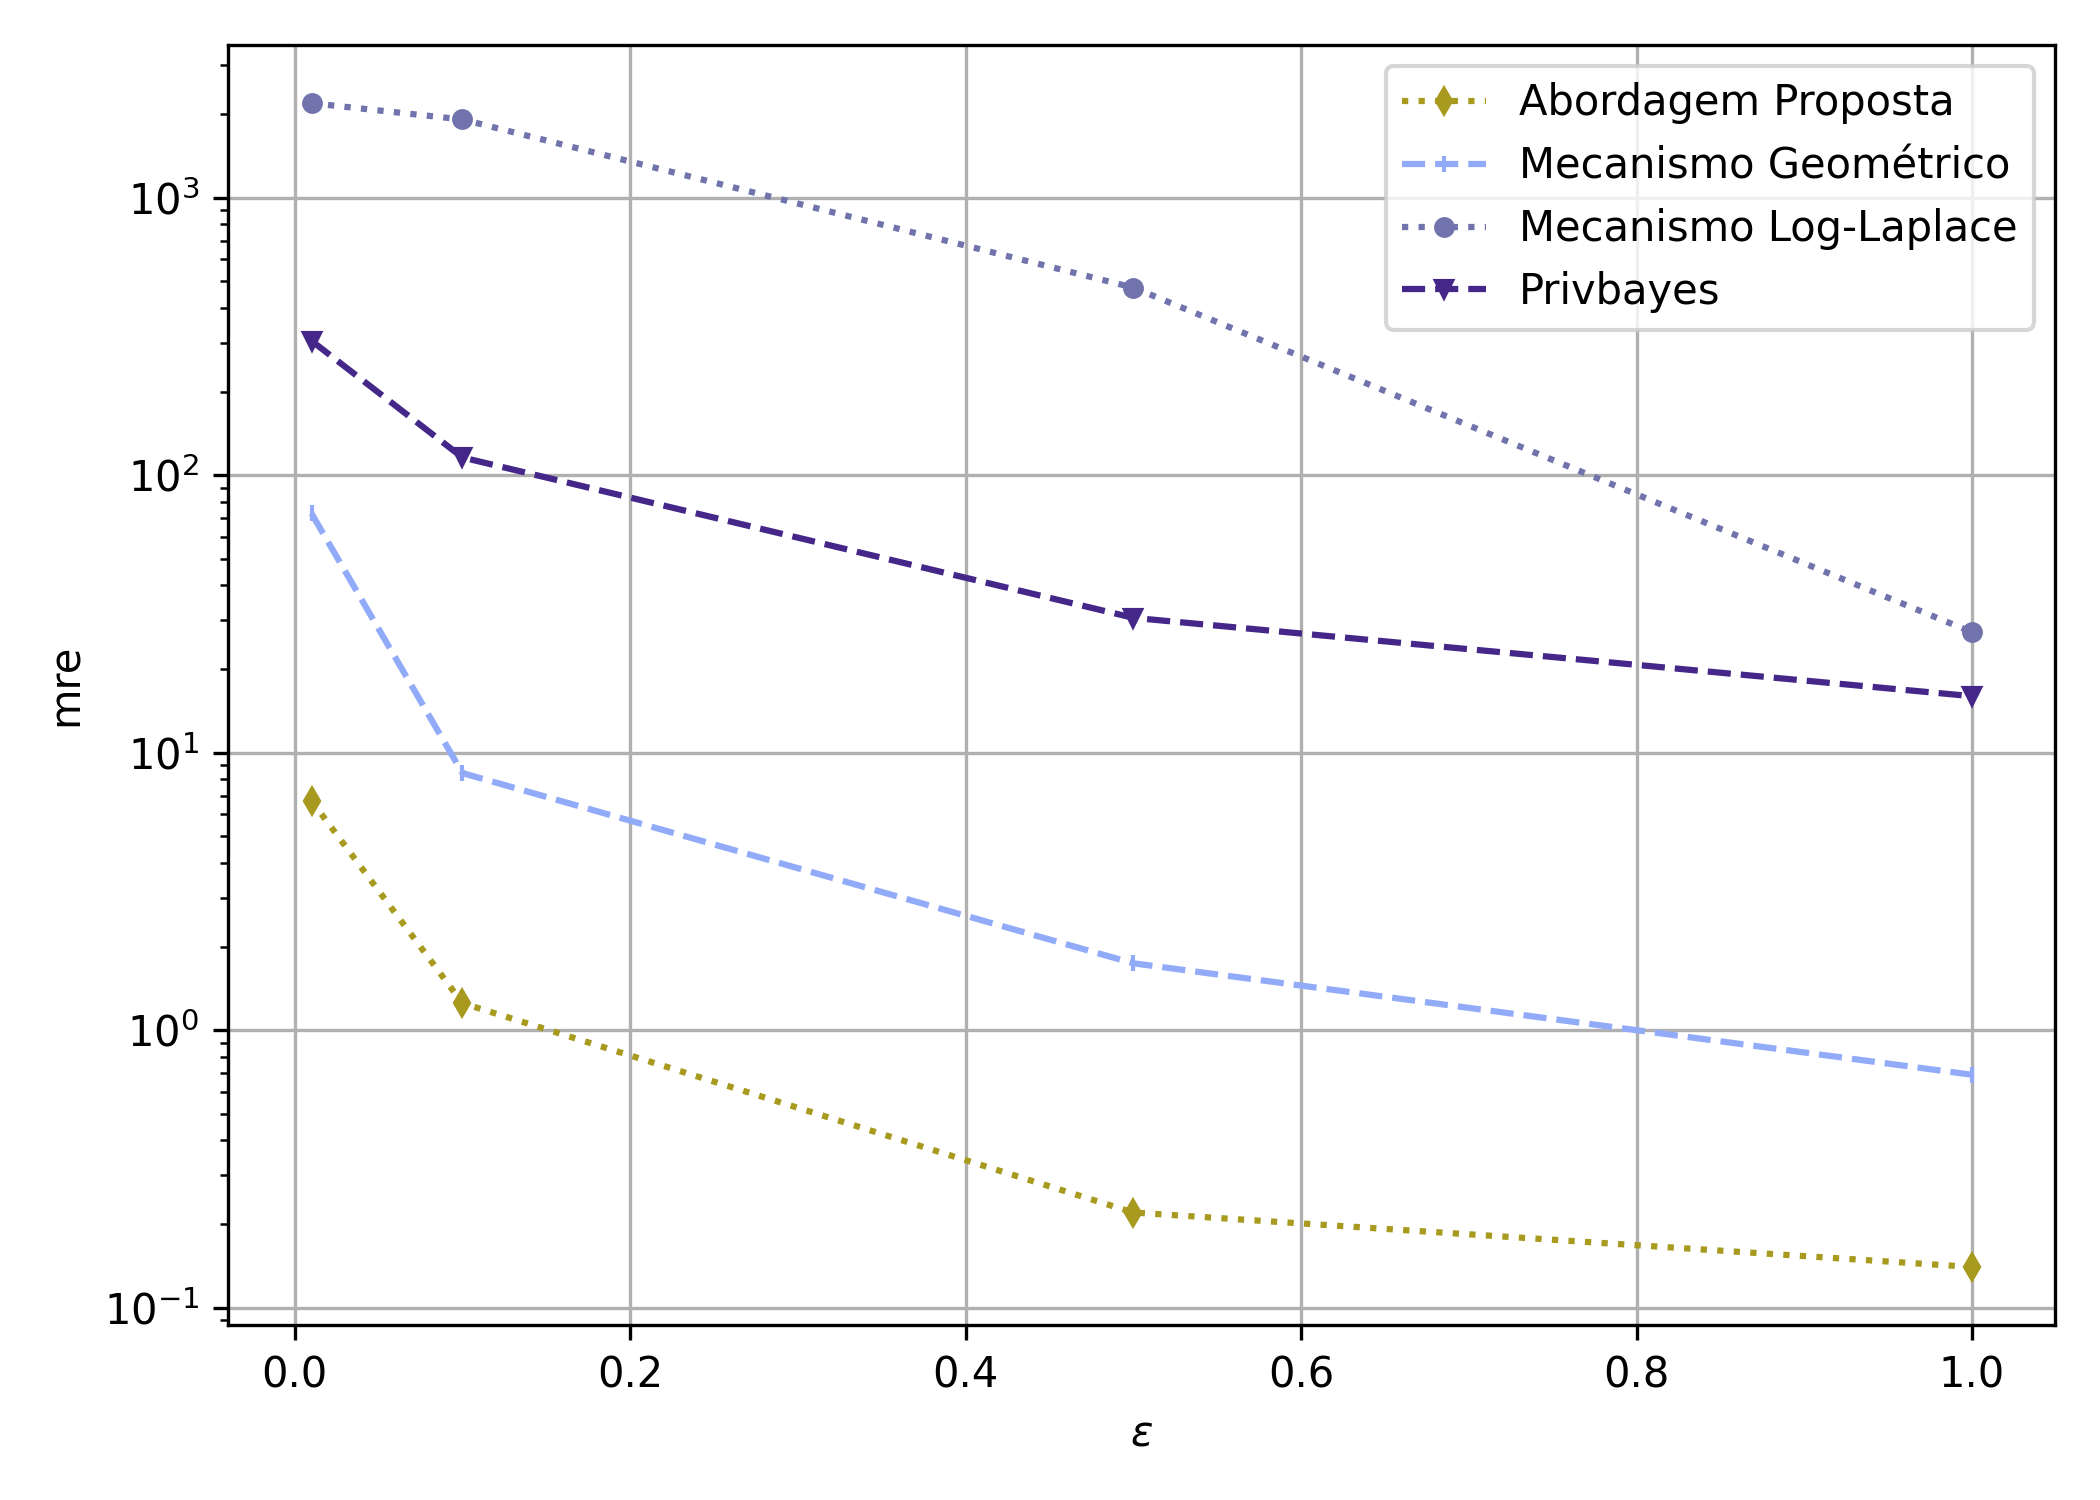 Abordagem Proposta
Mecanismo Geométrico
Mecanismo Log-Laplace
Privbayes
10³
10²
10¹
10⁰
10⁻¹
mre
0.0 0.2 0.4 0.6 0.8 1.0
ε